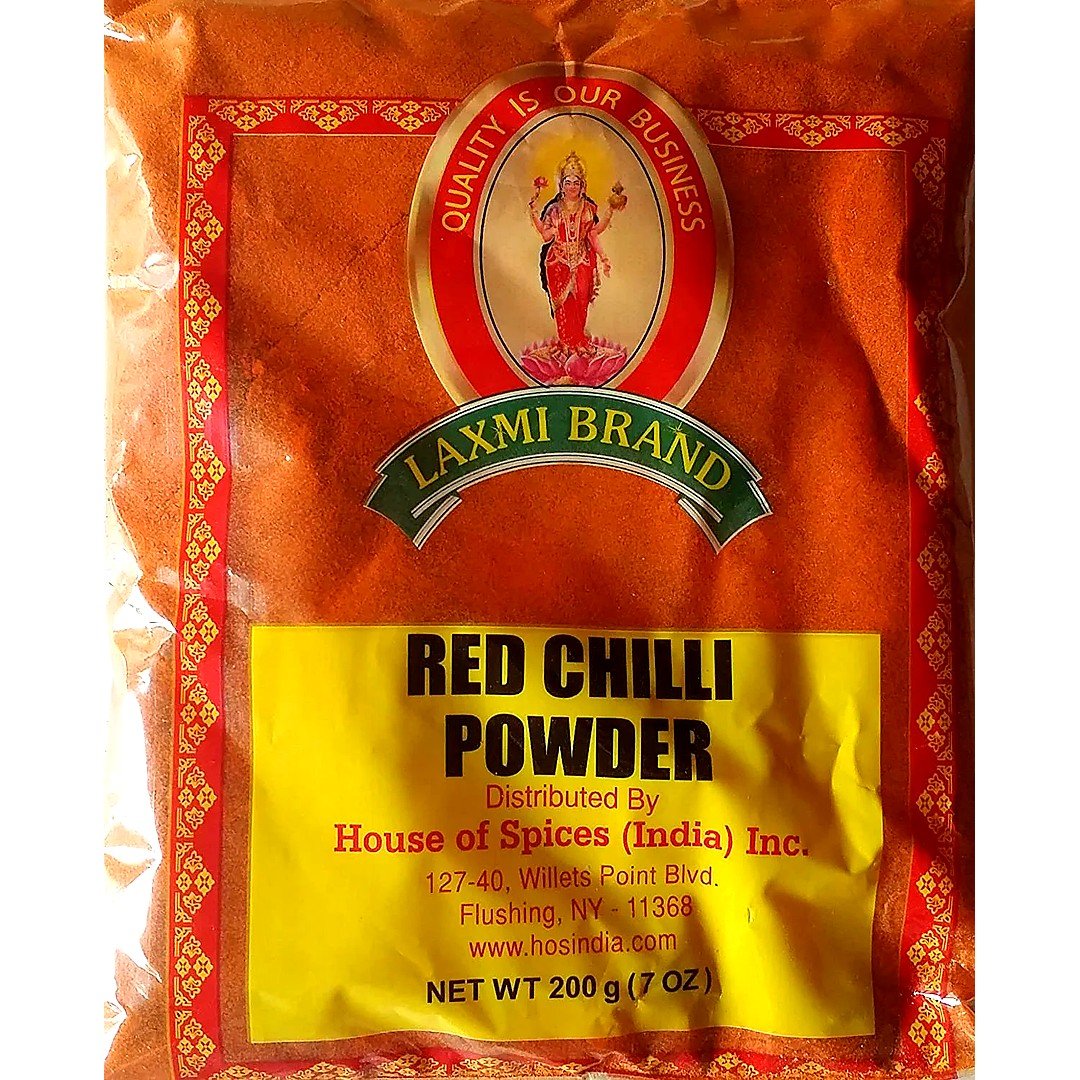 QUALITY IS OUR BUSINESS
LAXMI BRAND
RED CHILLI
POWDER
Distributed By
House of Spices (India) Inc.
127-40, Willets Point Blvd.
Flushing, NY - 11368
www.hosindia.com
NET WT 200 g (7 OZ)